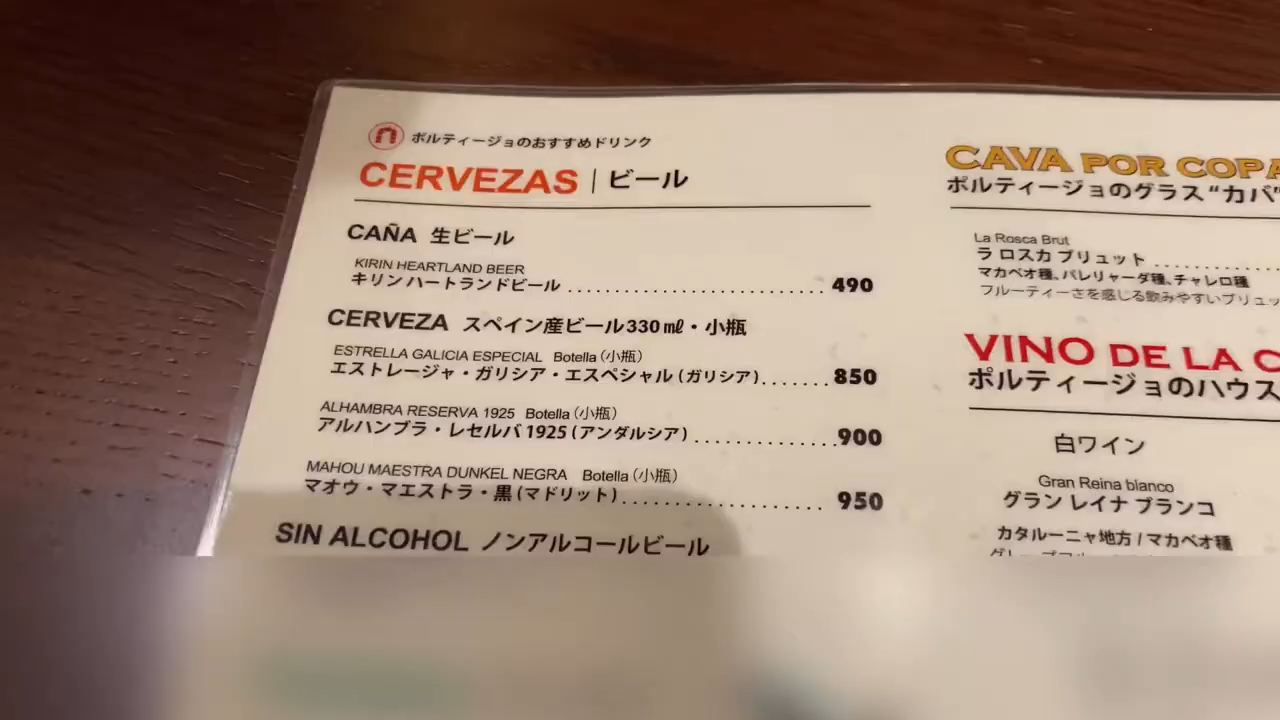 ポルティージョのおすすめドリンク
CERVEZAS | ビール
CAÑA 生ビール
KIRIN HEARTLAND BEER
キリン ハートランドビール ............................ 490
CERVEZA スペイン産ビール330㎖・小瓶
ESTRELLA GALICIA ESPECIAL Botella (小瓶)
エストレージャ・ガリシア・エスペシャル (ガリシア)....... 850
ALHAMBRA RESERVA 1925 Botella (小瓶)
アルハンブラ・レセルバ 1925 (アンダルシア) ............... 900
MAHOU MAESTRA DUNKEL NEGRA Botella (小瓶)
マオウ・マエストラ・黒 (マドリット)...................... 950
SIN ALCOHOL ノンアルコールビール
CAVA POR COPA
ポルティージョのグラス “カバ”
La Rosca Brut
ラ ロスカ ブリュット ................
マカベオ種、パレリャーダ種、チャレロ種
フルーティーさを感じる飲みやすいブリュッ
VINO DE LA C
ポルティージョのハウス
白ワイン
Gran Reina blanco
グラン レイナ ブランコ
カタルーニャ地方 / マカベオ種